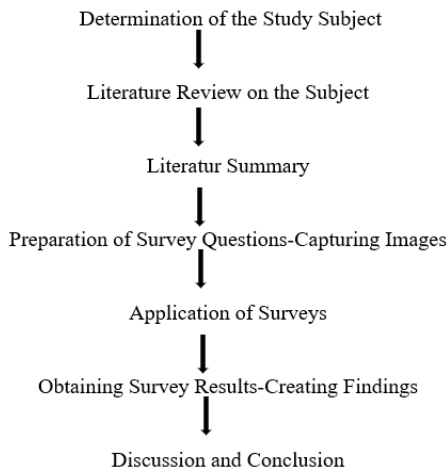 Determination of the Study Subject
Literature Review on the Subject
Literatur Summary
Preparation of Survey Questions-Capturing Images
Application of Surveys
Obtaining Survey Results-Creating Findings
Discussion and Conclusion